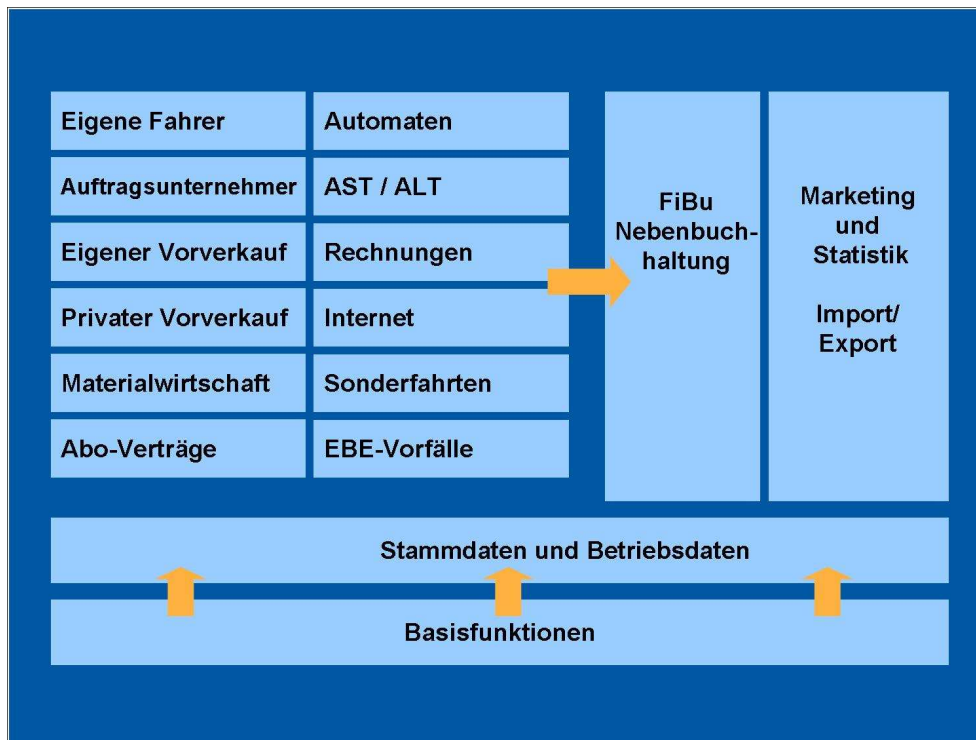 Eigene Fahrer
Automaten
Auftragsunternehmer
AST / ALT
Eigener Vorverkauf
Rechnungen
Privater Vorverkauf
Internet
Materialwirtschaft
Sonderfahrten
Abo-Verträge
EBE-Vorfälle
FiBu
Nebenbuch-
haltung
Marketing
und
Statistik
Import/
Export
Stammdaten und Betriebsdaten
Basisfunktionen